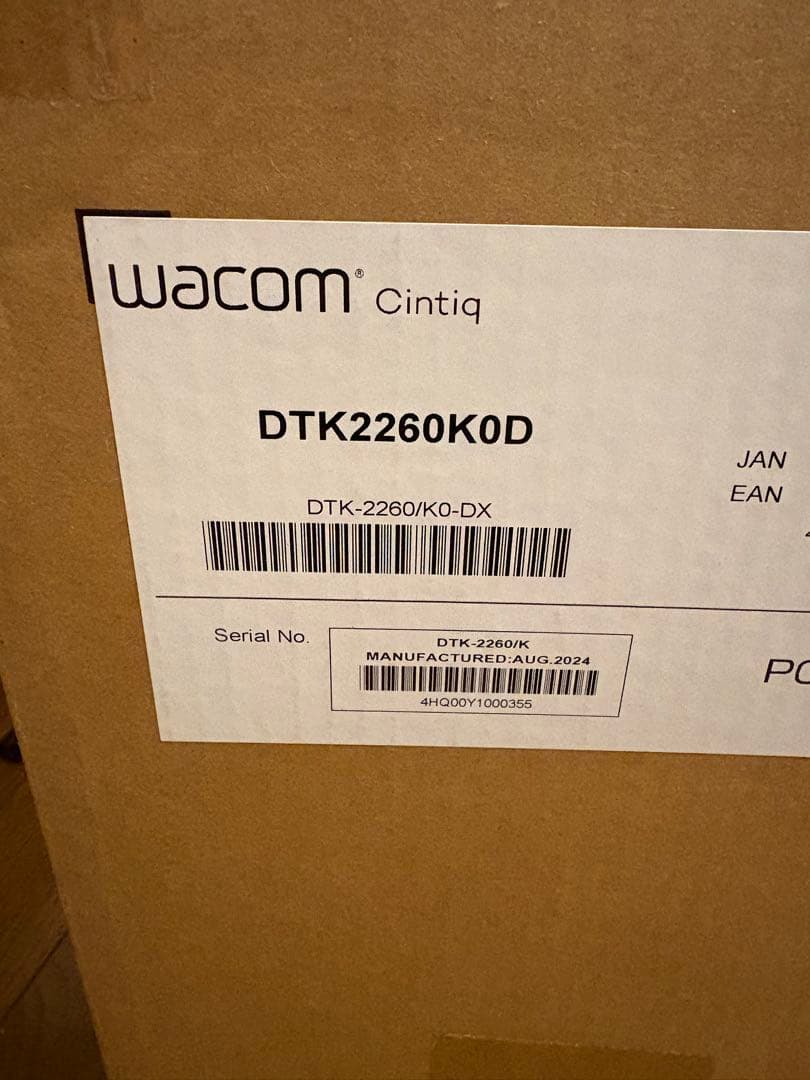 wacom® Cintiq
DTK2260K0D
JAN
EAN
DTK-2260/K0-DX
Serial No.
DTK-2260/K
MANUFACTURED:AUG.2024
4HQ00Y1000355